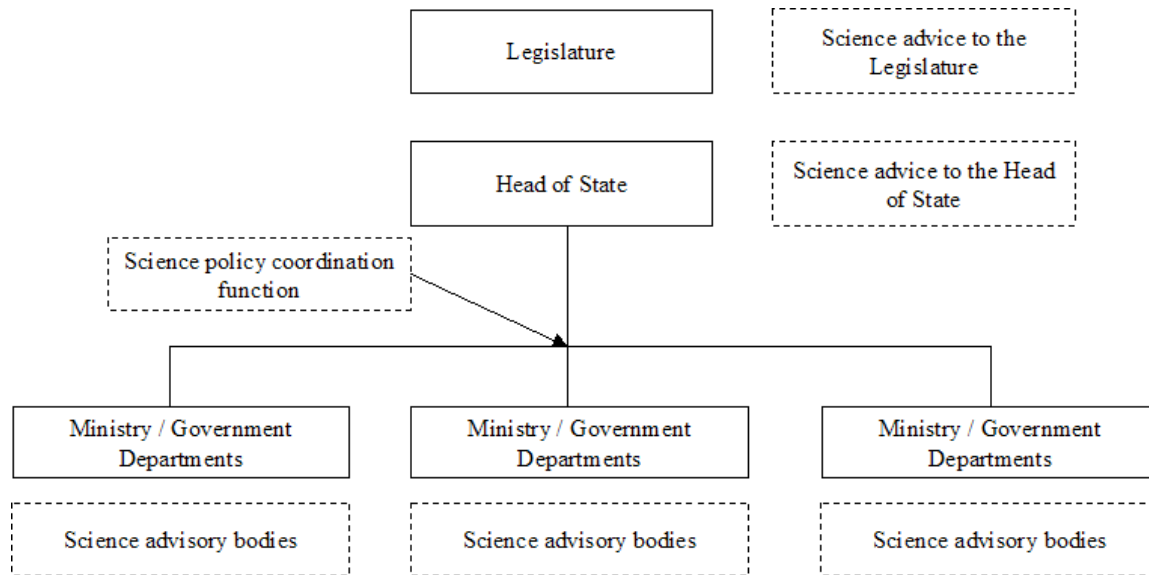 Legislature
Science advice to the
Legislature
Head of State
Science advice to the Head
of State
Science policy coordination
function
Ministry / Government
Departments
Ministry / Government
Departments
Ministry / Government
Departments
Science advisory bodies
Science advisory bodies
Science advisory bodies